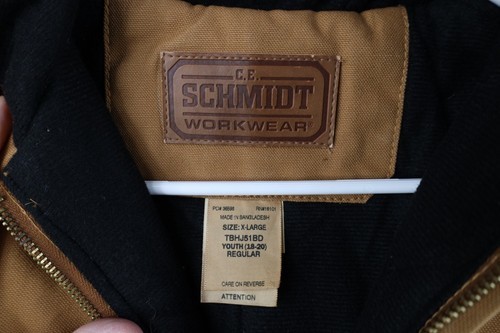 C.E.
SCHMIDT
WORKWEAR
MADE IN BANGLADESH
SIZE: X-LARGE
TBHJ51BD
YOUTH (18-20)
REGULAR
CARE ON REVERSE
ATTENTION